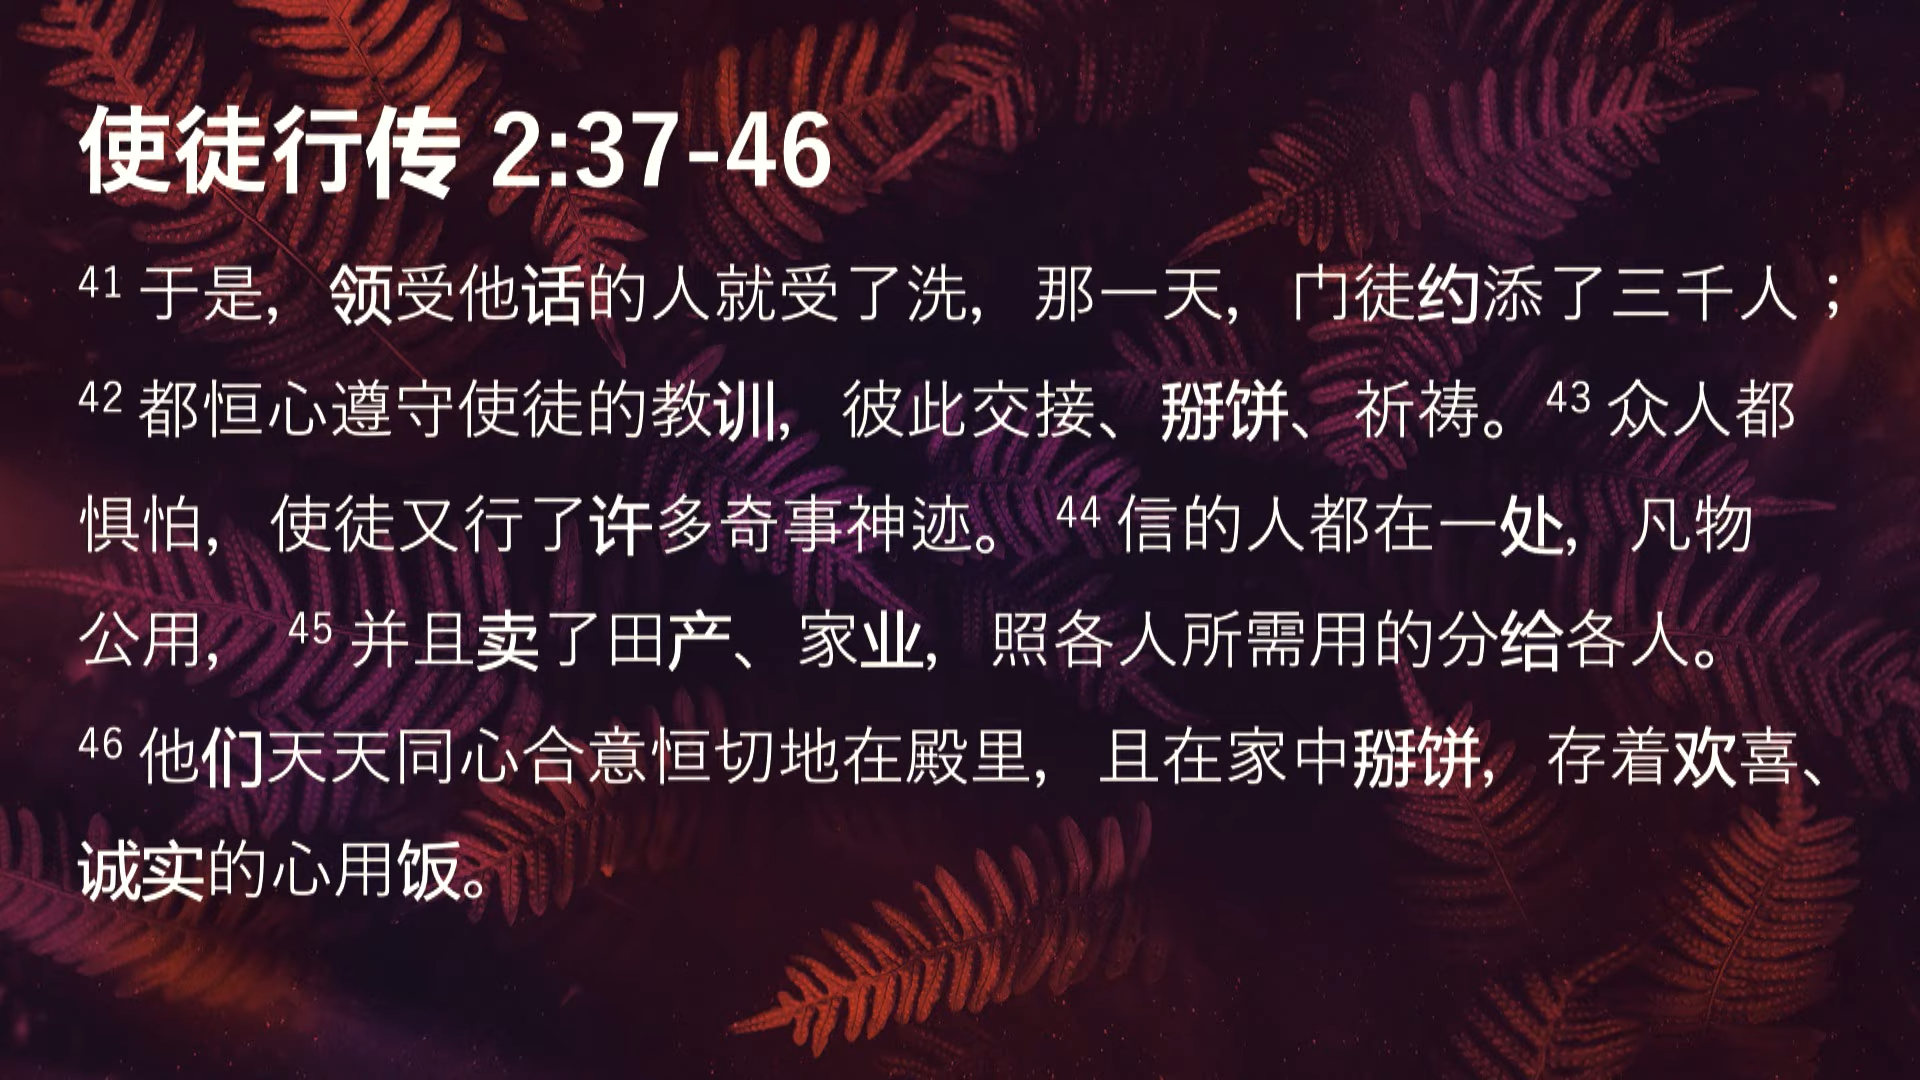 使徒行传 2:37-46
41 于是，领受他话的人就受了洗，那一天，门徒约添了三千人；
42 都恒心遵守使徒的教训，彼此交接、掰饼、祈祷。43 众人都
惧怕，使徒又行了许多奇事神迹。44 信的人都在一处，凡物
公用，45 并且卖了田产、家业，照各人所需用的分给各人。
46 他们天天同心合意恒切地在殿里，且在家中掰饼，存着欢喜、
诚实的心用饭。